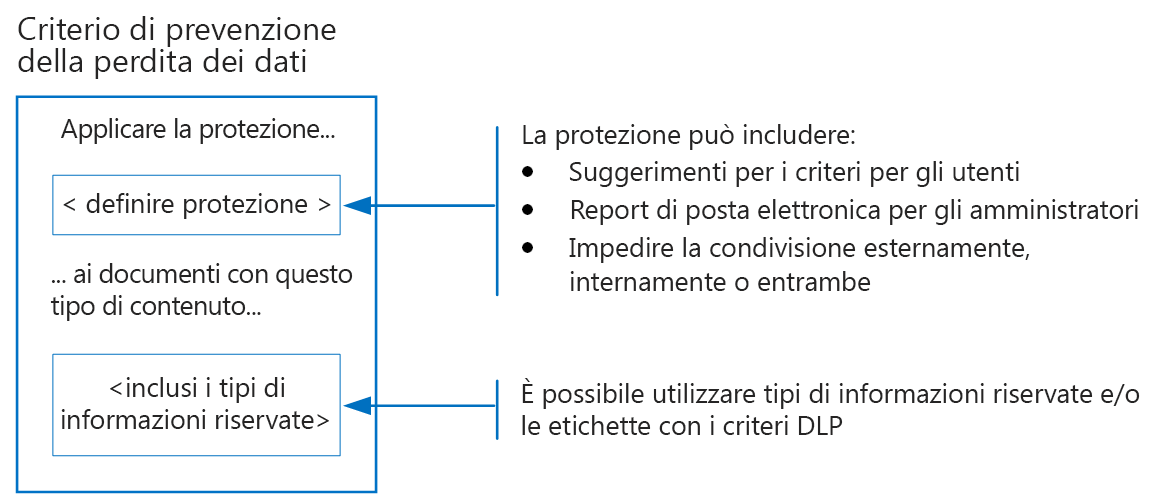 Criterio di prevenzione
della perdita dei dati
Applicare la protezione...
< definire protezione >
... ai documenti con questo
tipo di contenuto...
<inclusi i tipi di
informazioni riservate>
La protezione può includere:
• Suggerimenti per i criteri per gli utenti
• Report di posta elettronica per gli amministratori
• Impedire la condivisione esternamente,
internamente o entrambe
È possibile utilizzare tipi di informazioni riservate e/o
le etichette con i criteri DLP